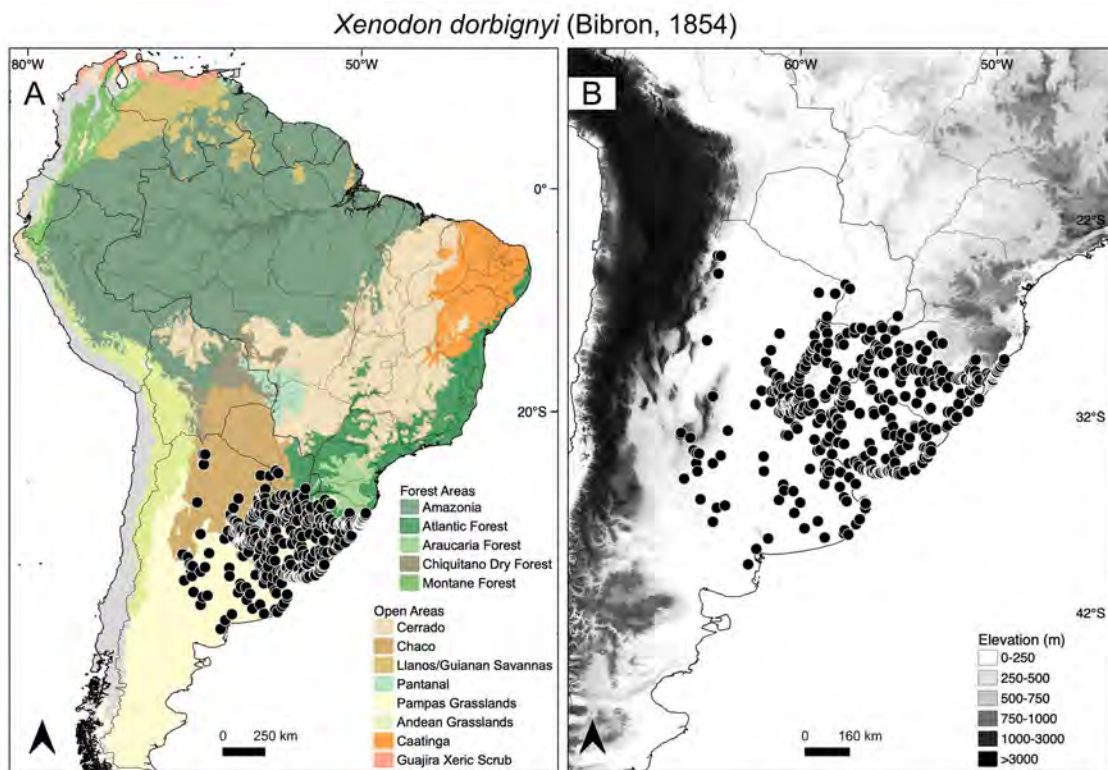 Xenodon dorbignyi (Bibron, 1854)
80°W
50°W
A
0°
20°S
Forest Areas
Amazonia
Atlantic Forest
Araucaria Forest
Chiquitano Dry Forest
Montane Forest
Open Areas
Cerrado
Chaco
Llanos/Guianan Savannas
Pantanal
Pampas Grasslands
Andean Grasslands
Caatinga
Guajira Xeric Scrub
0 250 km
60°W
50°W
B
22°S
32°S
42°S
Elevation (m)
0-250
250-500
500-750
750-1000
1000-3000
>3000
0 160 km